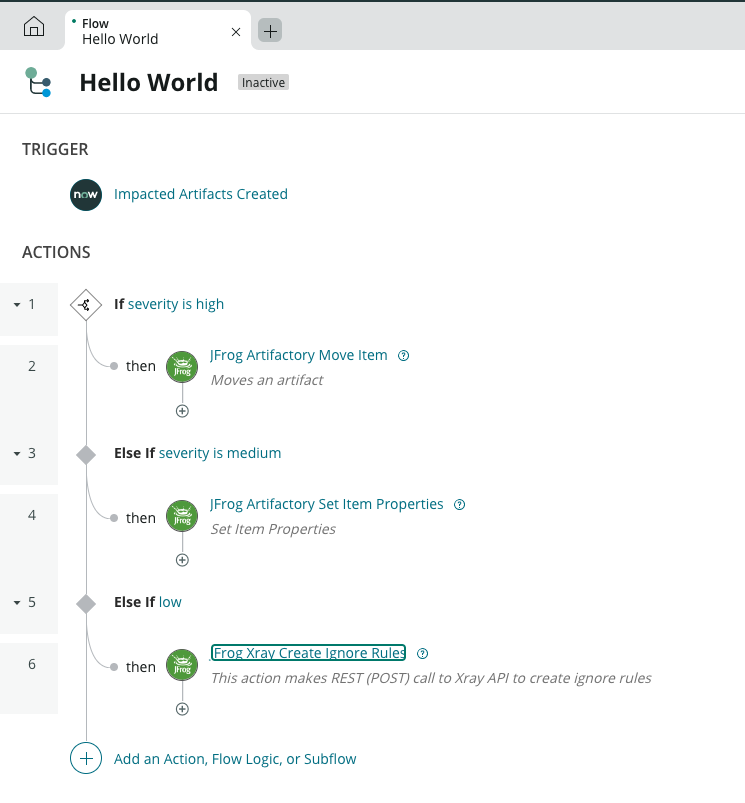 Flow
Hello World
Hello World
Inactive
TRIGGER
now
Impacted Artifacts Created
ACTIONS
1
If severity is high
2
then
JFrog
JFrog Artifactory Move Item
Moves an artifact
3
Else If severity is medium
4
then
JFrog
JFrog Artifactory Set Item Properties
Set Item Properties
5
Else If low
6
then
JFrog
JFrog Xray Create Ignore Rules
This action makes REST (POST) call to Xray API to create ignore rules
Add an Action, Flow Logic, or Subflow